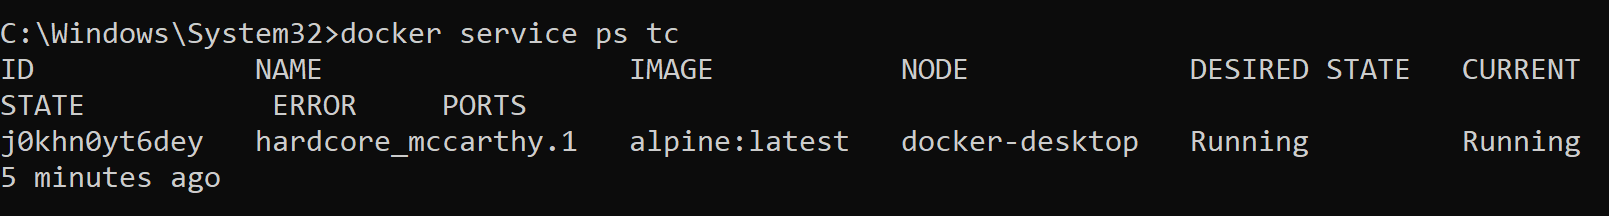 C:\Windows\System32>docker service ps tc
ID             NAME                  IMAGE           NODE             DESIRED STATE   CURRENT
STATE           ERROR     PORTS
j0khn0yt6dey   hardcore_mccarthy.1   alpine:latest   docker-desktop   Running         Running
5 minutes ago